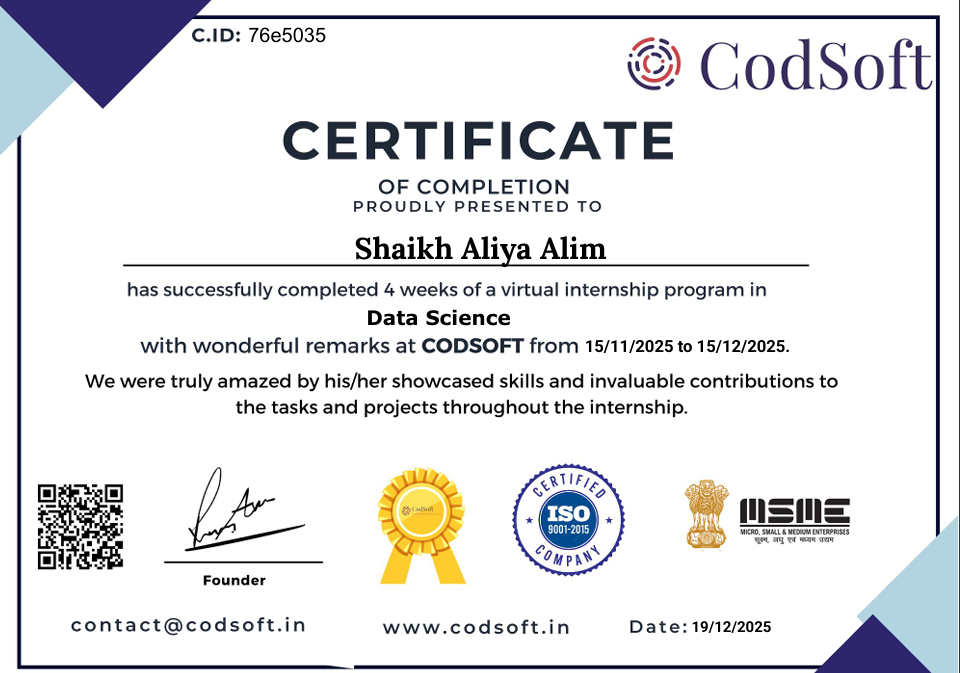 C.ID: 76e5035
CodSoft
CERTIFICATE
OF COMPLETION
PROUDLY PRESENTED TO
Shaikh Aliya Alim
has successfully completed 4 weeks of a virtual internship program in
Data Science
with wonderful remarks at CODSOFT from 15/11/2025 to 15/12/2025.
We were truly amazed by his/her showcased skills and invaluable contributions to
the tasks and projects throughout the internship.
Founder
CodSoft
CERTIFIED
ISO
9001-2015
COMPANY
MSME
MICRO, SMALL & MEDIUM ENTERPRISES
सूक्ष्म, लघु एवं मध्यम उद्यम
contact@codsoft.in
www.codsoft.in
Date: 19/12/2025